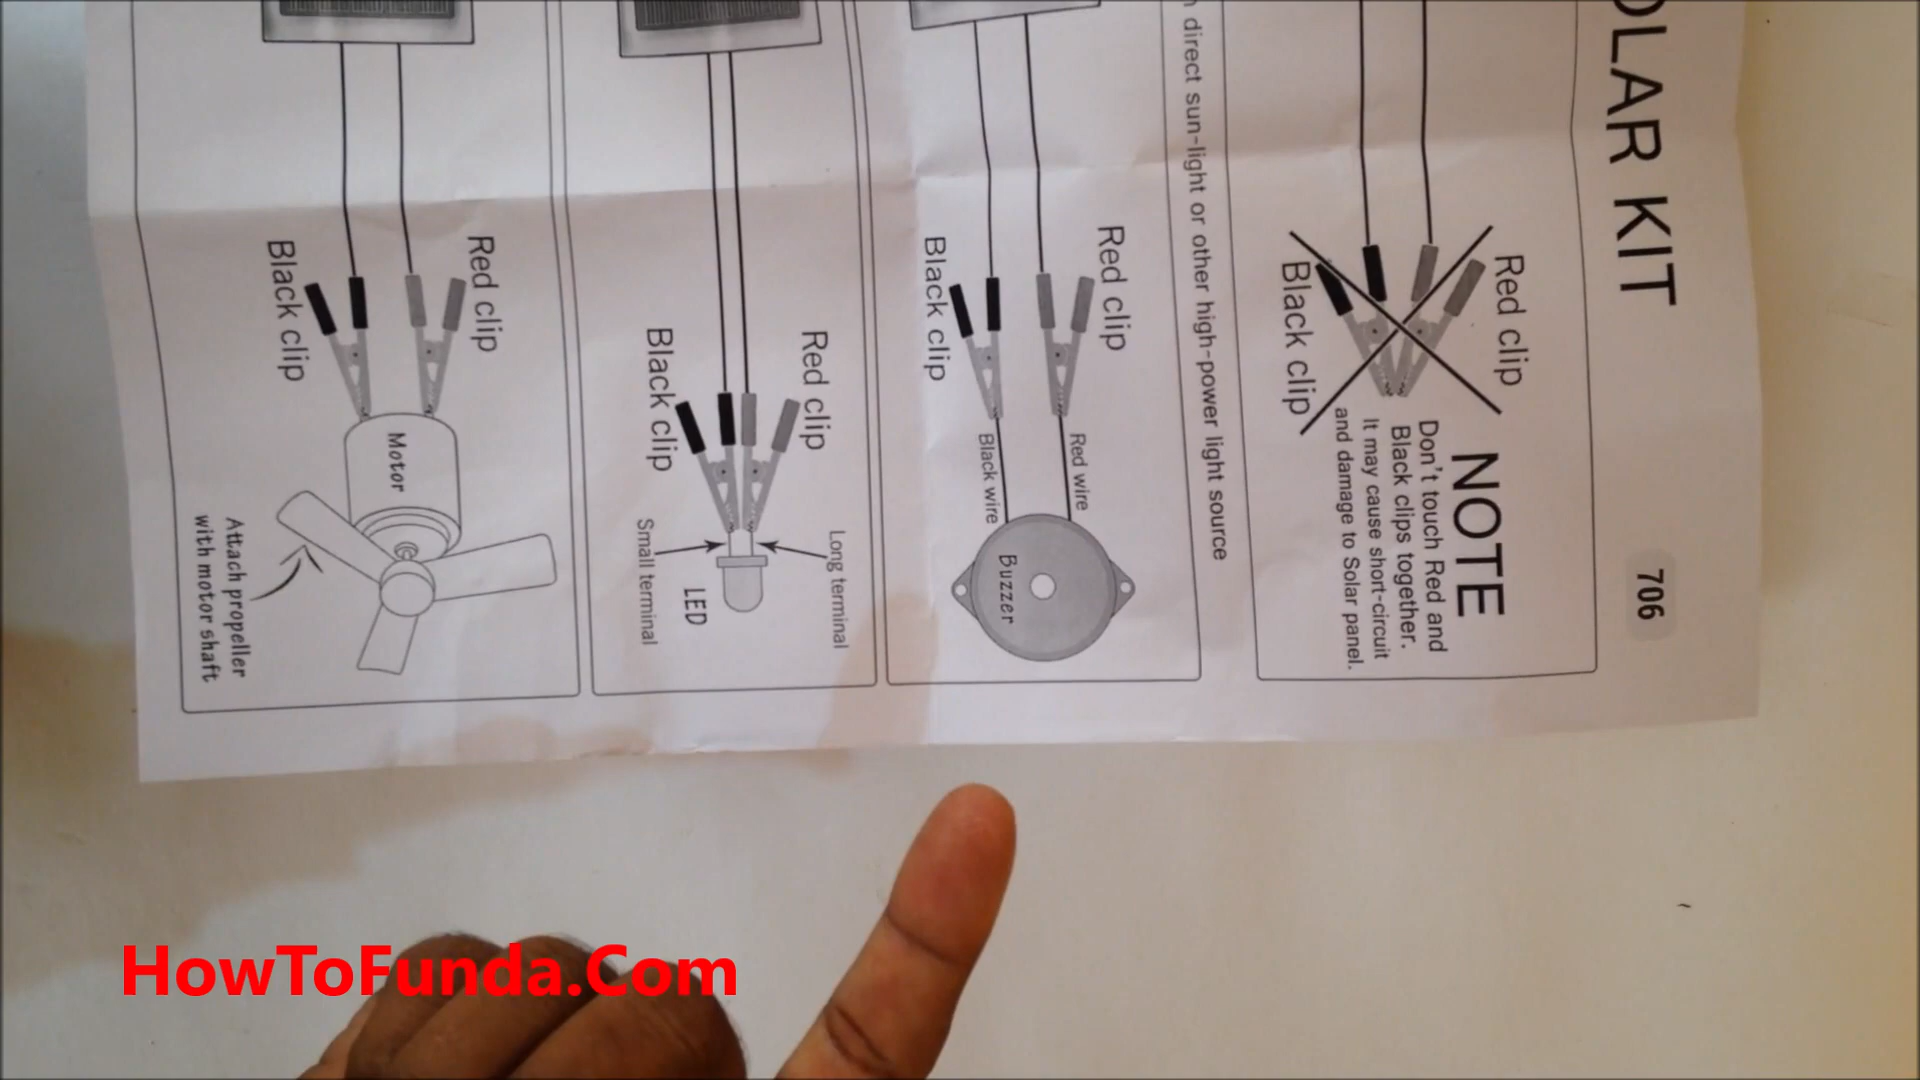 OLAR KIT
706
NOTE
Don't touch Red and
Black clips together.
It may cause short-circuit
and damage to Solar panel.
Red clip
Black clip
direct sun-light or other high-power light source
Red clip
Black clip
Red wire
Black wire
Buzzer
Red clip
Black clip
Long terminal
Small terminal
LED
Red clip
Black clip
Motor
Attach propeller
with motor shaft
HowToFunda.Com